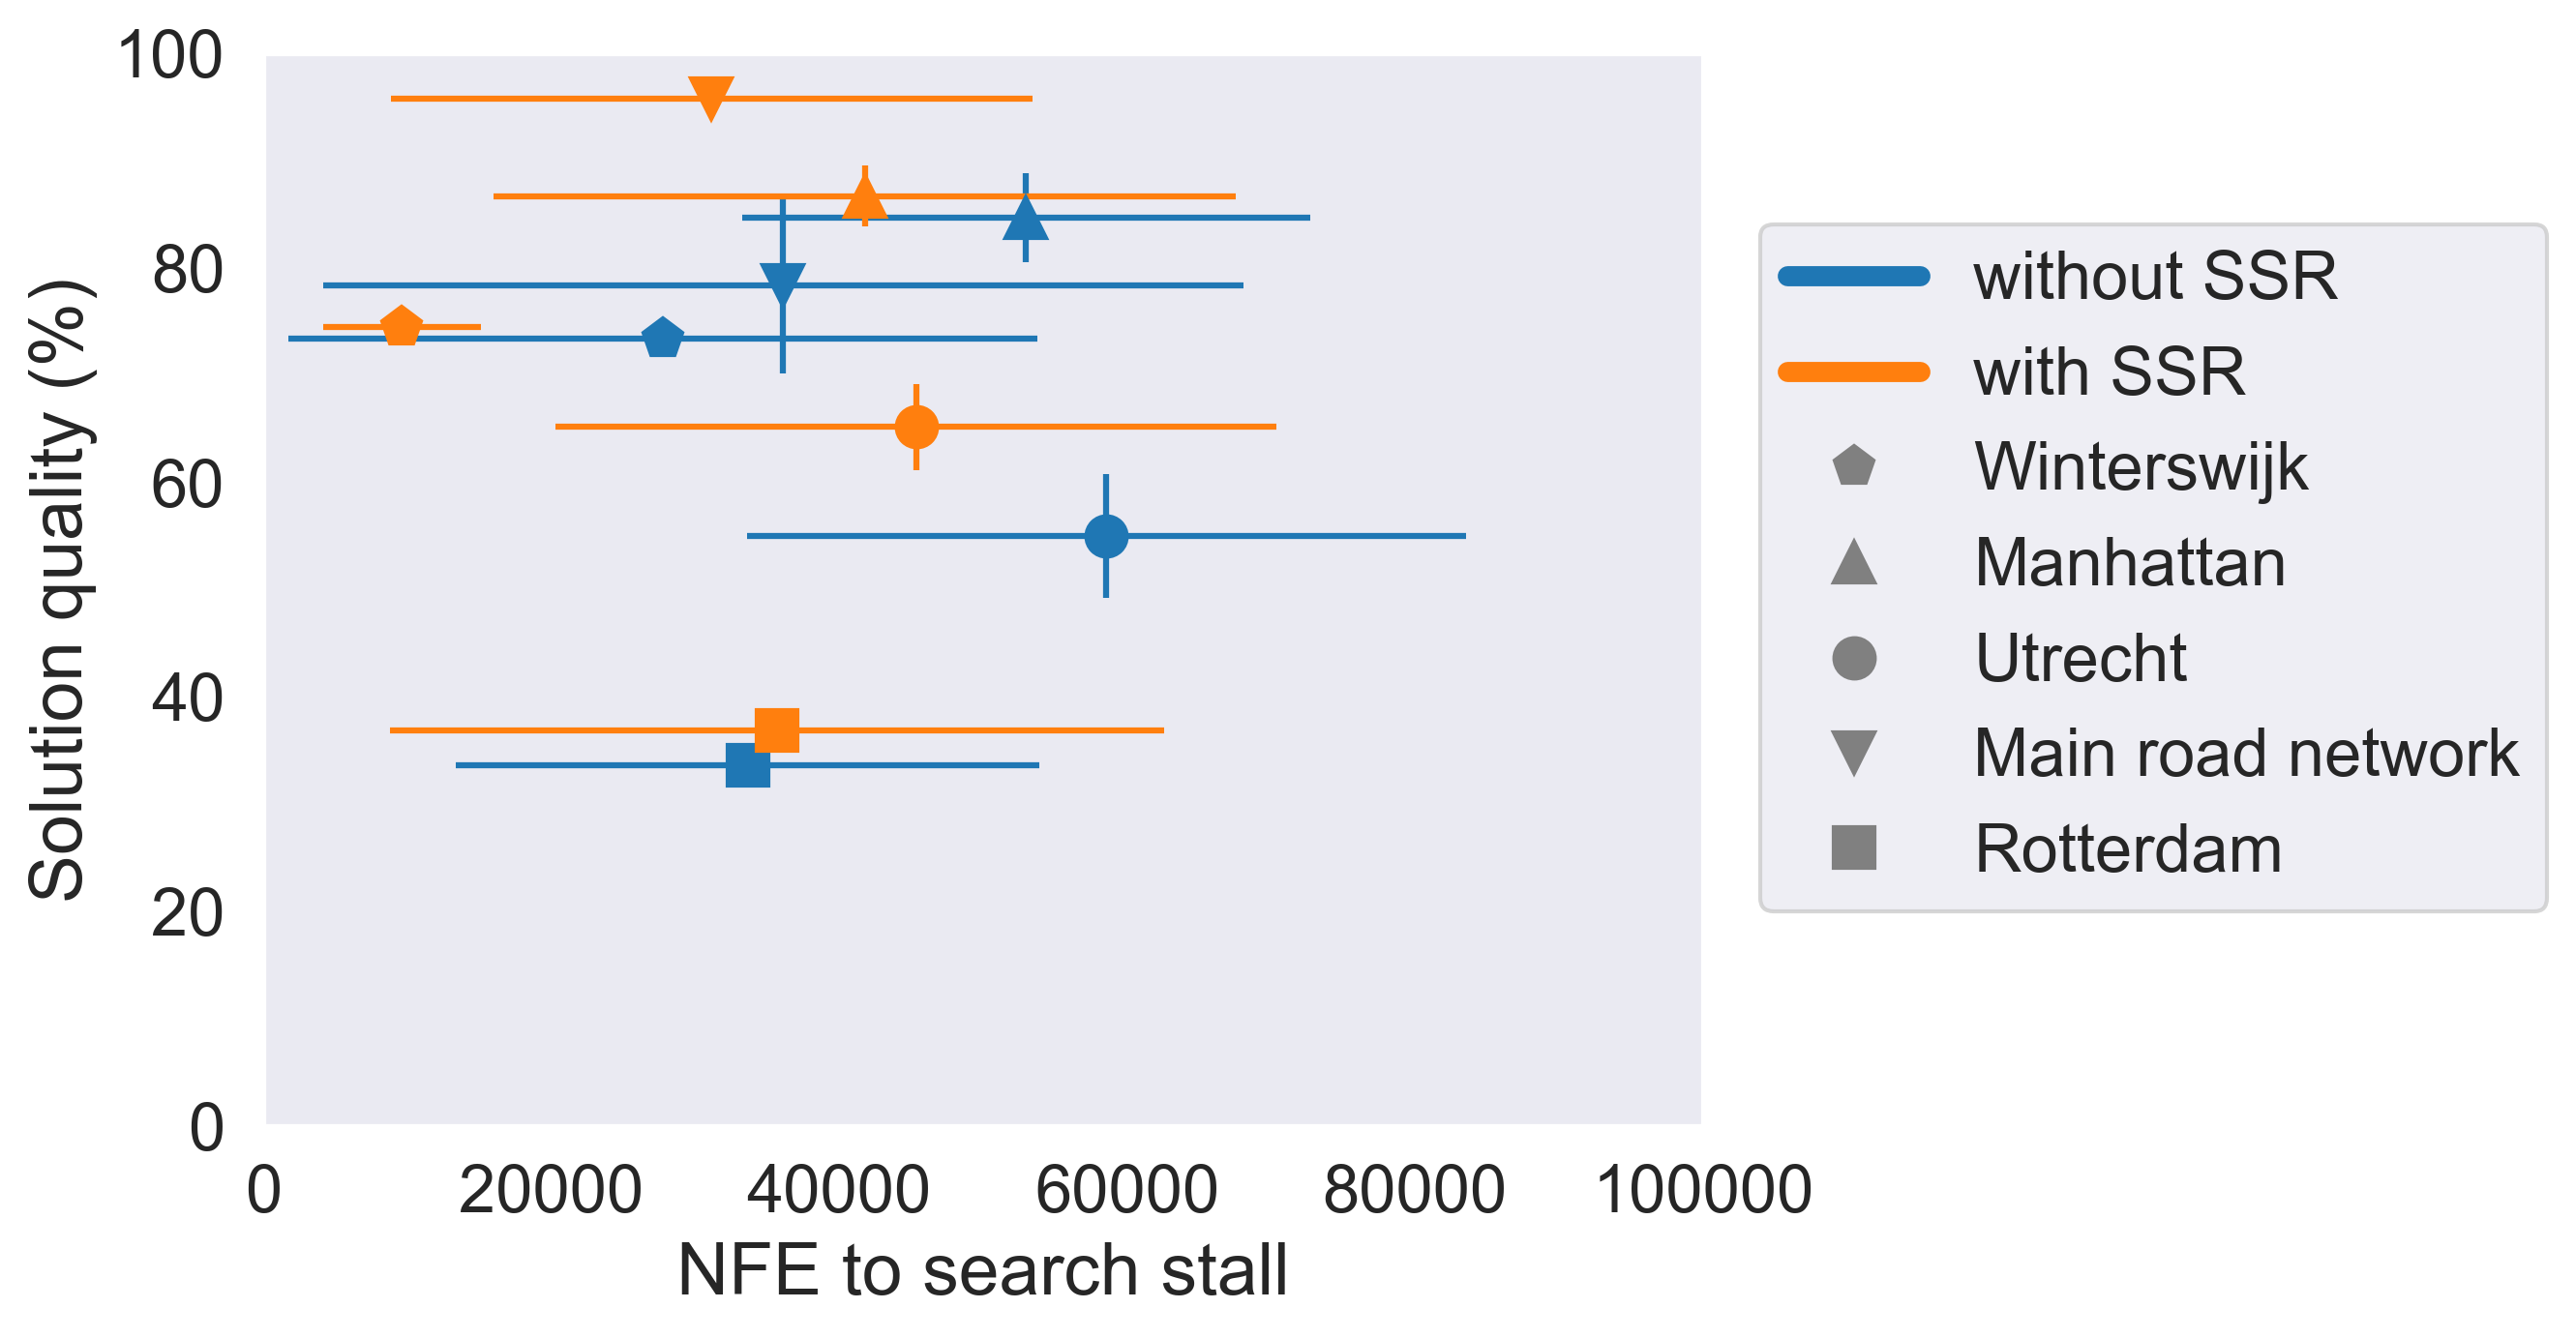 100
80
60
40
20
0
Solution quality (%)
0 20000 40000 60000 80000 100000
NFE to search stall
without SSR
with SSR
Winterswijk
Manhattan
Utrecht
Main road network
Rotterdam